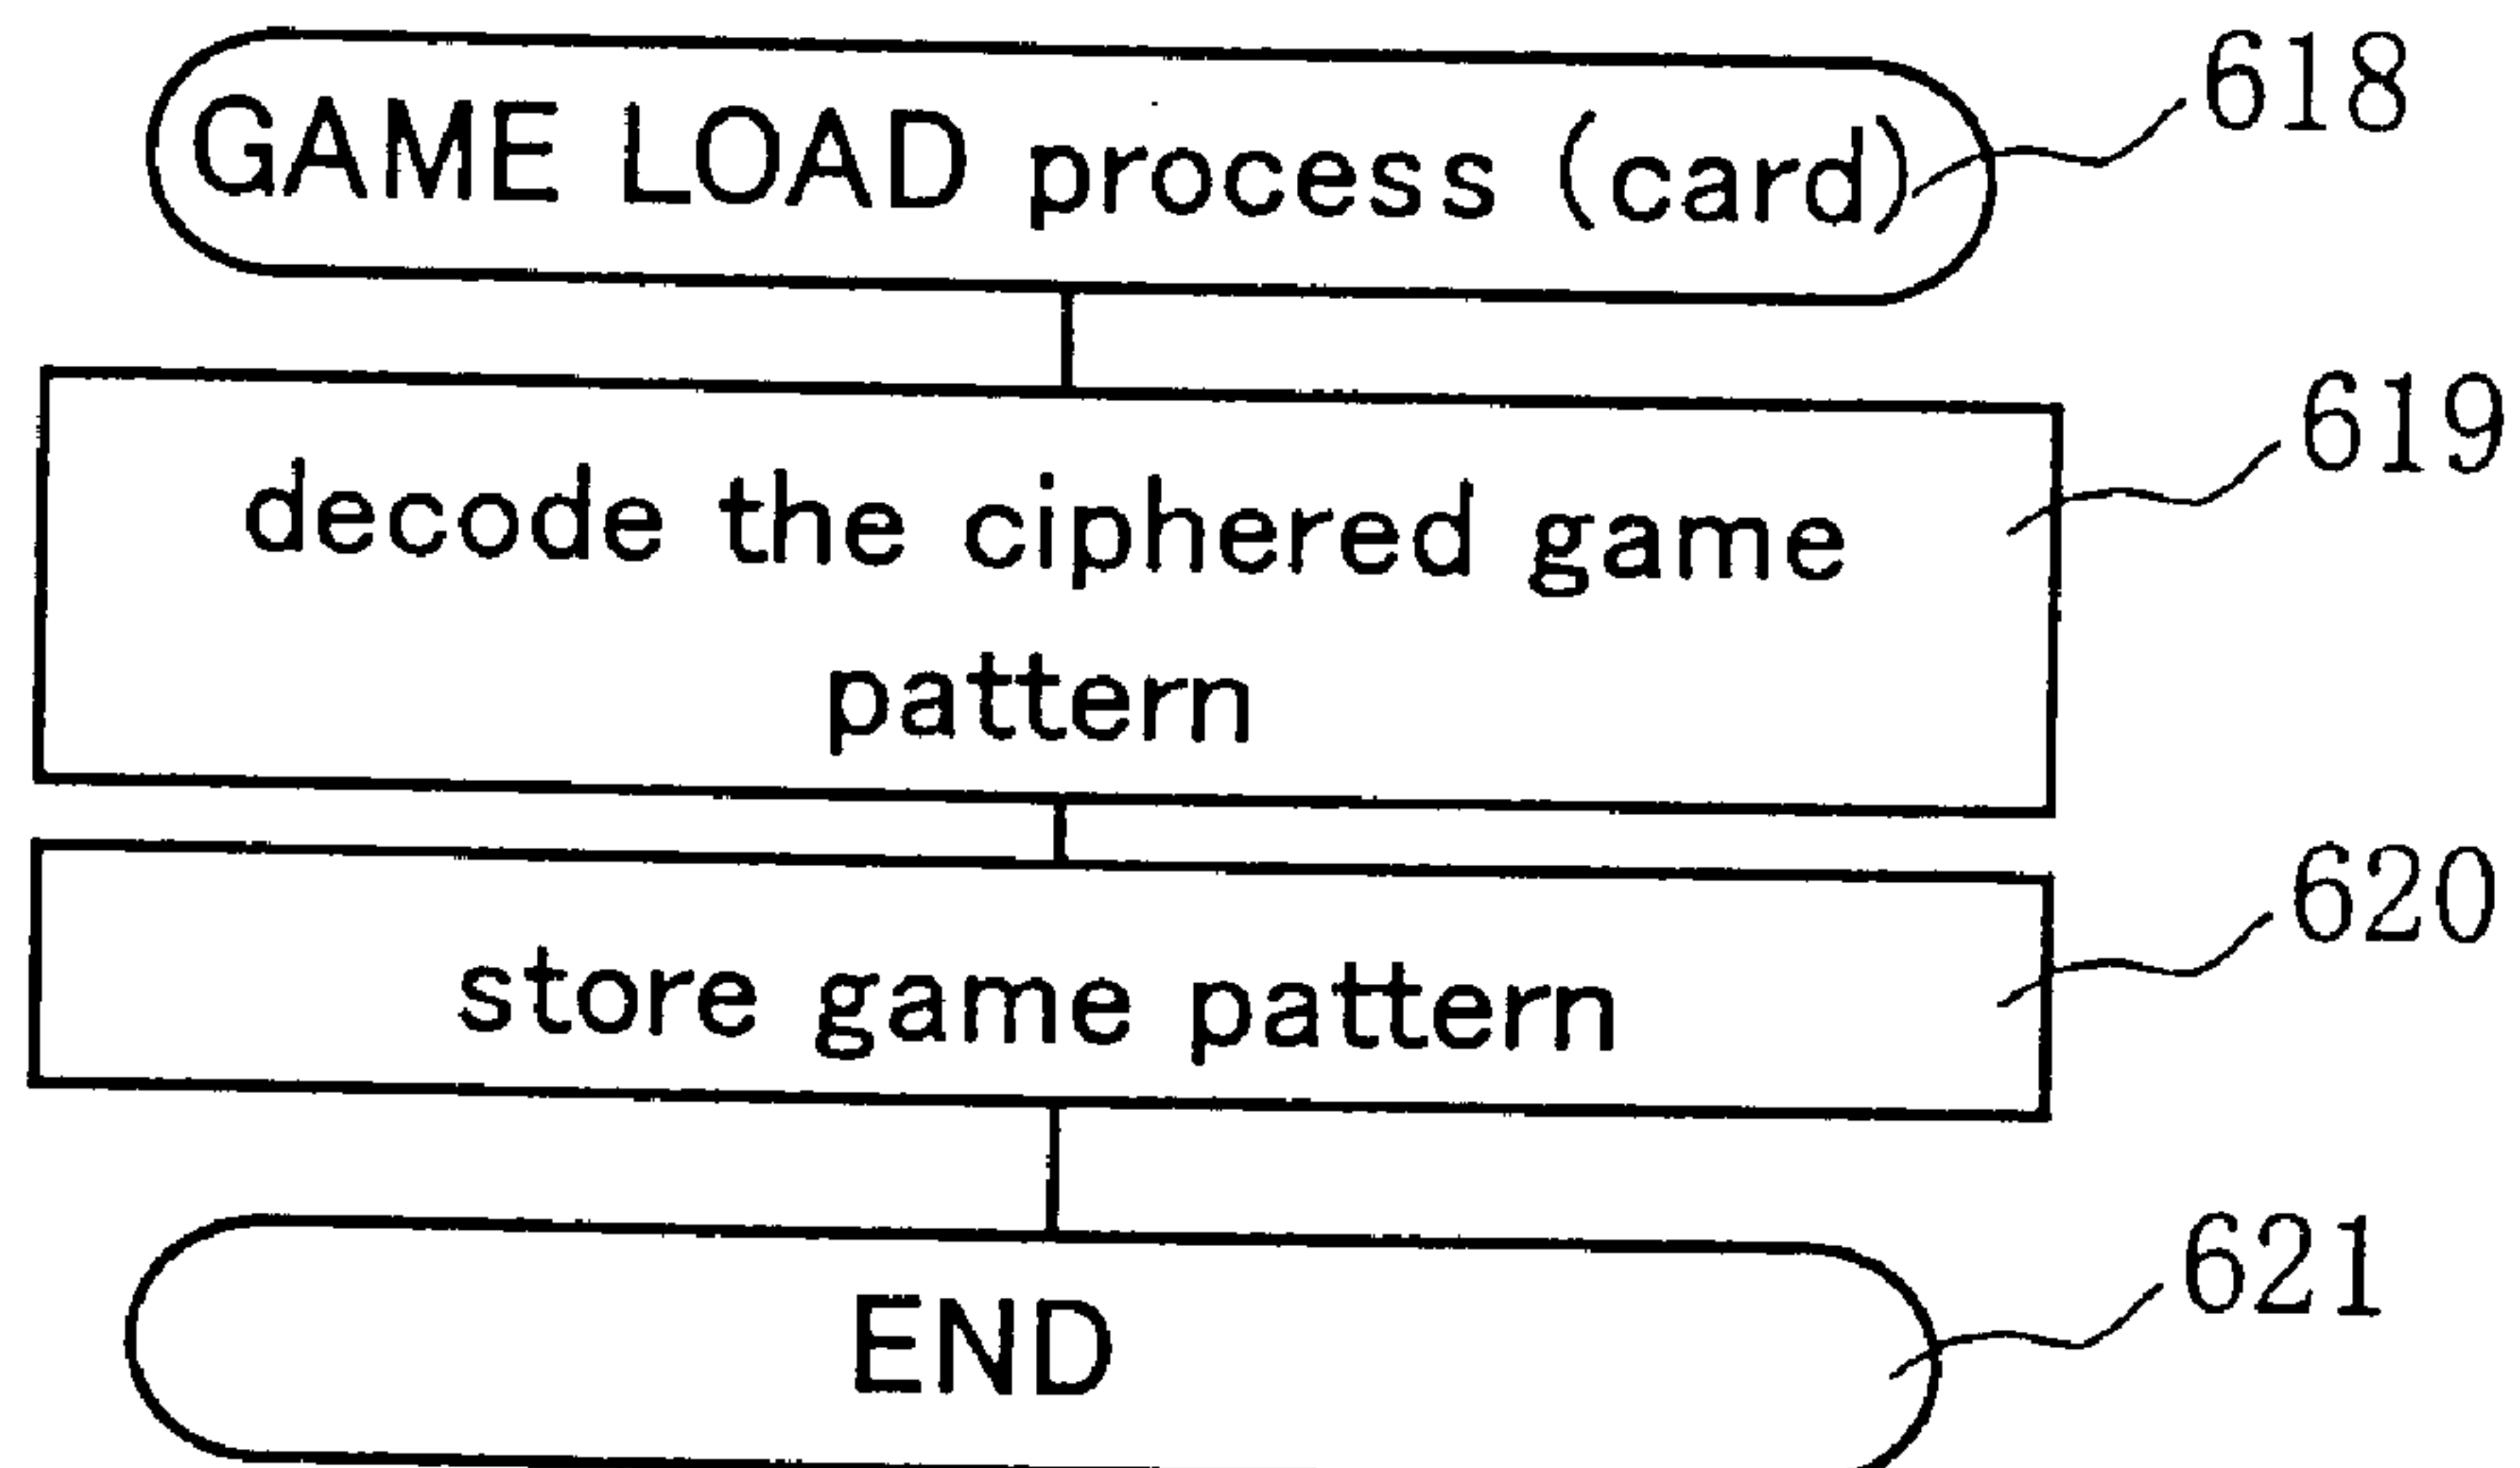 GAME LOAD process (card)
618
decode the ciphered game
pattern
619
store game pattern
620
END
621